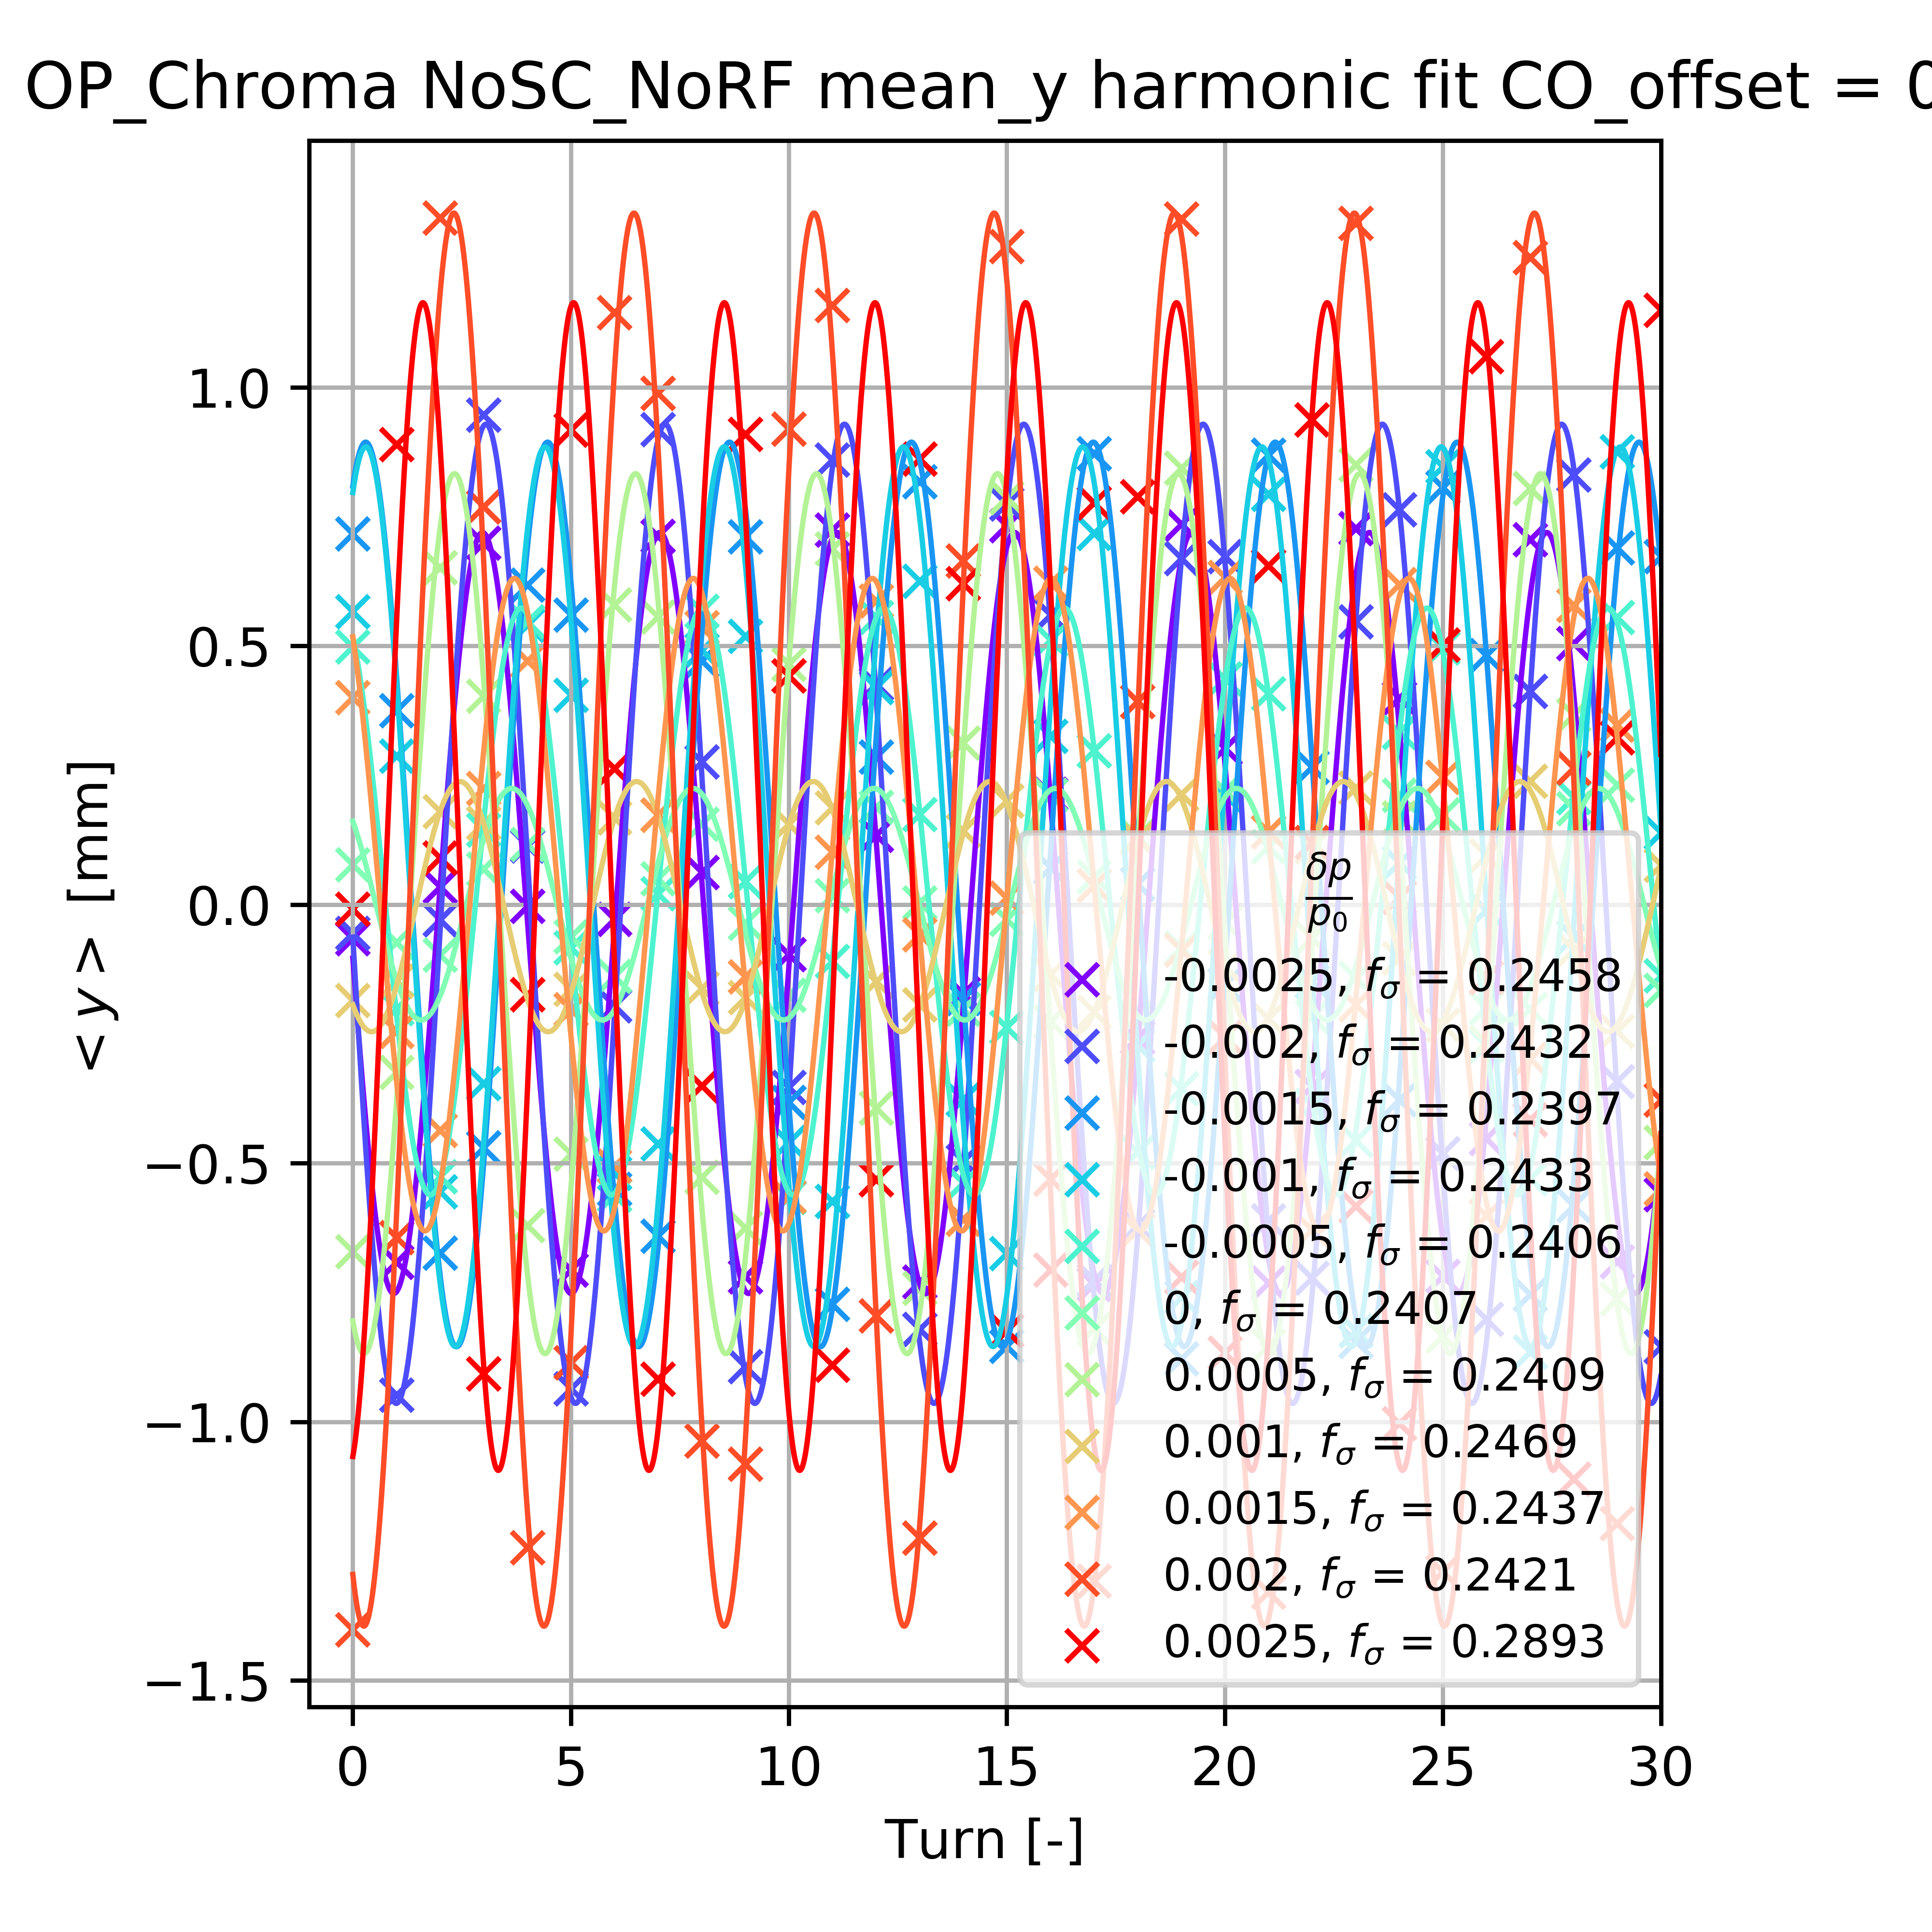 OP_Chroma NoSC_NoRF mean_y harmonic fit CO_offset = 0
1.0
0.5
0.0
−0.5
−1.0
−1.5
< y > [mm]
0 5 10 15 20 25 30
Turn [-]
δp
p₀
-0.0025, fσ = 0.2458
-0.002, fσ = 0.2432
-0.0015, fσ = 0.2397
-0.001, fσ = 0.2433
-0.0005, fσ = 0.2406
0, fσ = 0.2407
0.0005, fσ = 0.2409
0.001, fσ = 0.2469
0.0015, fσ = 0.2437
0.002, fσ = 0.2421
0.0025, fσ = 0.2893